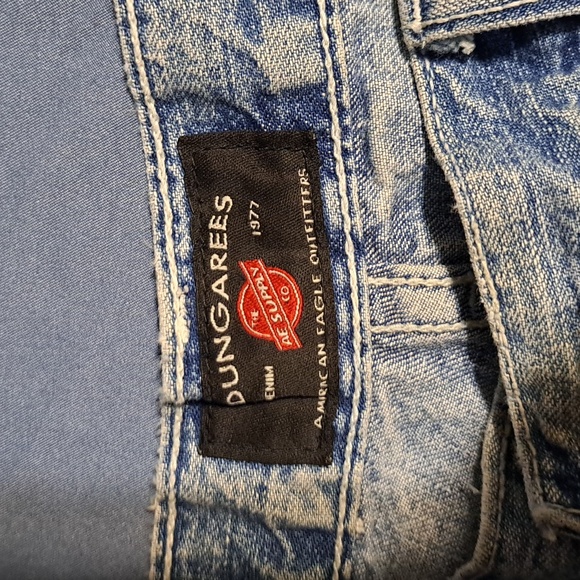 DUNGAREES
DENIM
THE
AE SUPPLY
CO
1977
AMERICAN EAGLE OUTFITTERS